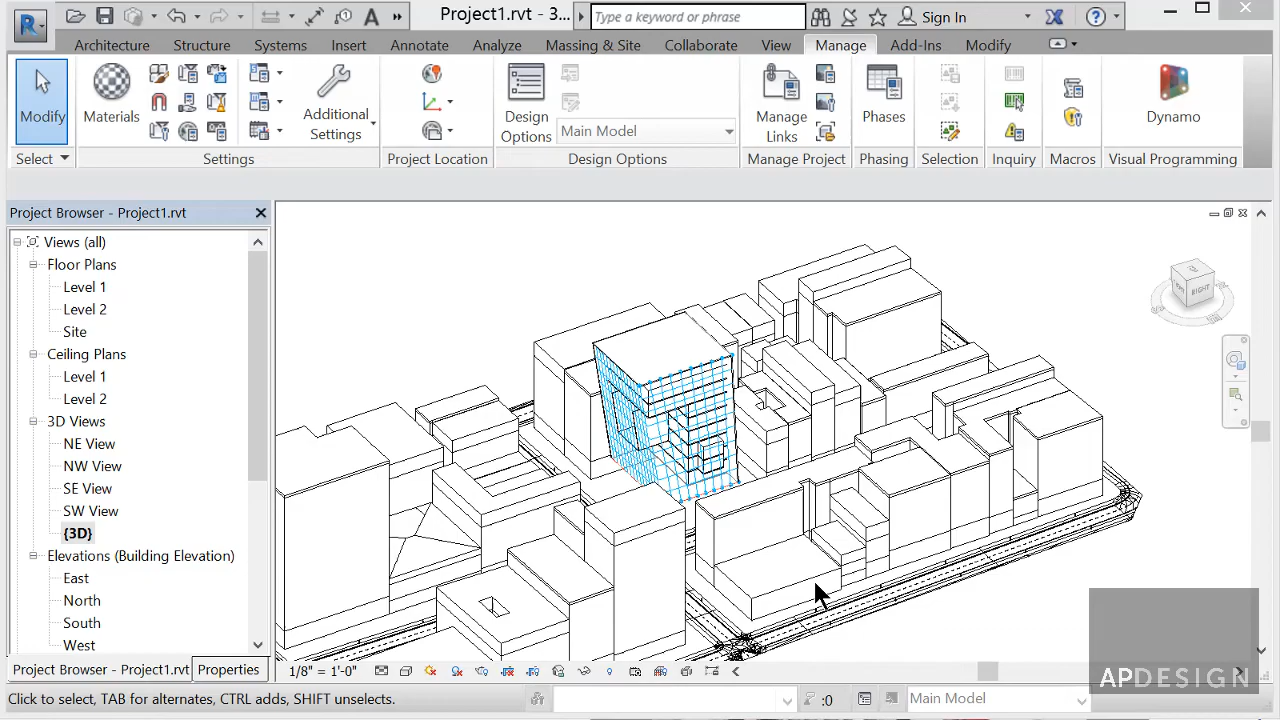 Project1.rvt - 3...
Type a keyword or phrase
Sign In
Architecture
Structure
Systems
Insert
Annotate
Analyze
Massing & Site
Collaborate
View
Manage
Add-Ins
Modify
Modify
Materials
Additional
Settings
Design
Options
Main Model
Manage
Links
Phases
Dynamo
Select
Settings
Project Location
Design Options
Manage Project
Phasing
Selection
Inquiry
Macros
Visual Programming
Project Browser - Project1.rvt
Views (all)
Floor Plans
Level 1
Level 2
Site
Ceiling Plans
Level 1
Level 2
3D Views
NE View
NW View
SE View
SW View
{3D}
Elevations (Building Elevation)
East
North
South
West
RIGHT
Project Browser - Project1.rvt
Properties
1/8" = 1'-0"
Click to select, TAB for alternates, CTRL adds, SHIFT unselects.
:0
Main Model
APDESIGN